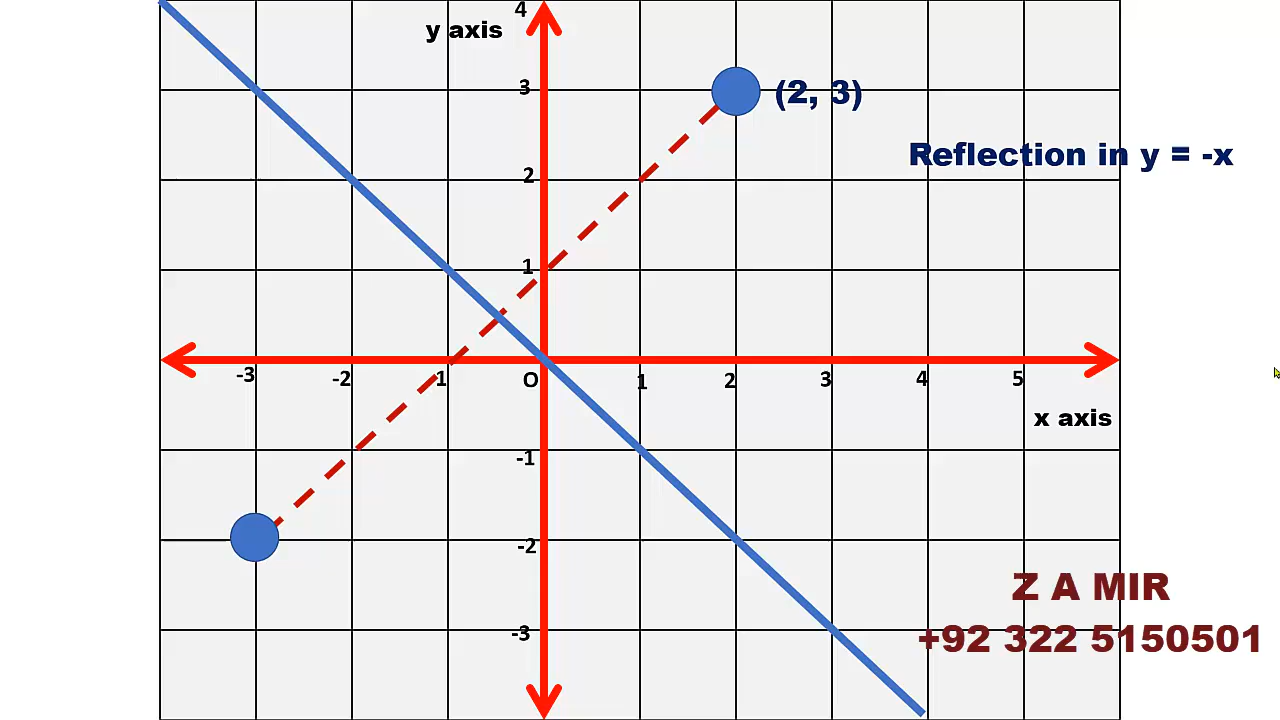 4
y axis
3
(2, 3)
Reflection in y = -x
2
1
-3 -2 1 O 1 2 3 4 5
x axis
-1
-2
Z A MIR
-3
+92 322 5150501